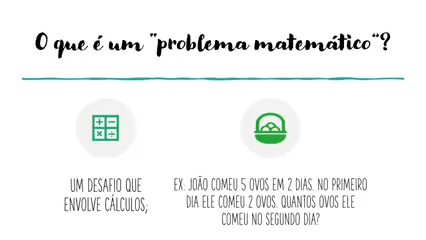 O que é um "problema matemático"?
UM DESAFIO QUE
ENVOLVE CÁLCULOS;
EX: JOÃO COMEU 5 OVOS EM 2 DIAS. NO PRIMEIRO
DIA ELE COMEU 2 OVOS. QUANTOS OVOS ELE
COMEU NO SEGUNDO DIA?